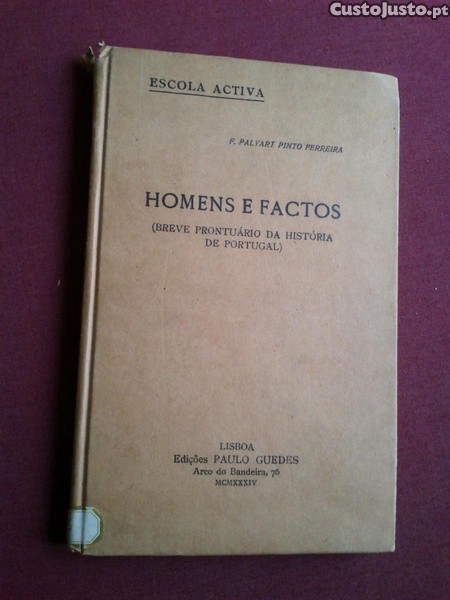 CustoJusto.pt
ESCOLA ACTIVA
F. PALYART PINTO FERREIRA
HOMENS E FACTOS
(BREVE PRONTUÁRIO DA HISTÓRIA
DE PORTUGAL)
LISBOA
Edições PAULO GUEDES
Arco do Bandeira, 76
MCMXXXIV